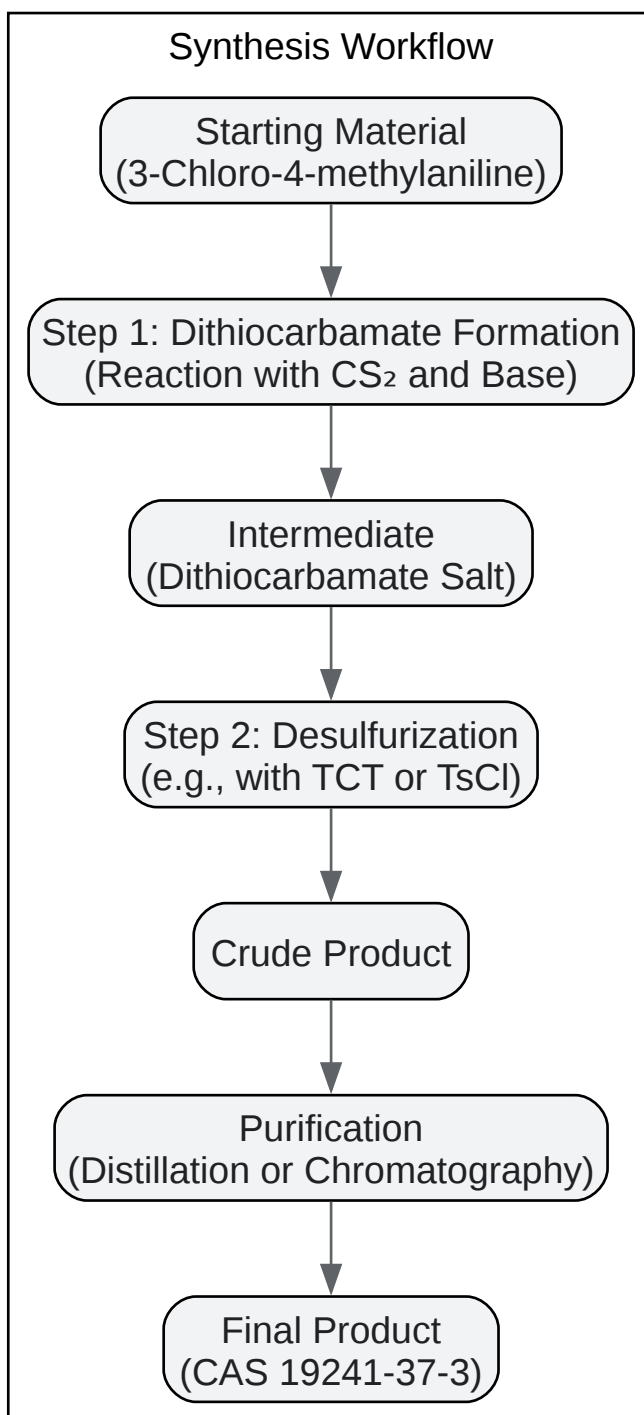 Synthesis Workflow
Starting Material
(3-Chloro-4-methylaniline)
Step 1: Dithiocarbamate Formation
(Reaction with CS₂ and Base)
Intermediate
(Dithiocarbamate Salt)
Step 2: Desulfurization
(e.g., with TCT or TsCl)
Crude Product
Purification
(Distillation or Chromatography)
Final Product
(CAS 19241-37-3)